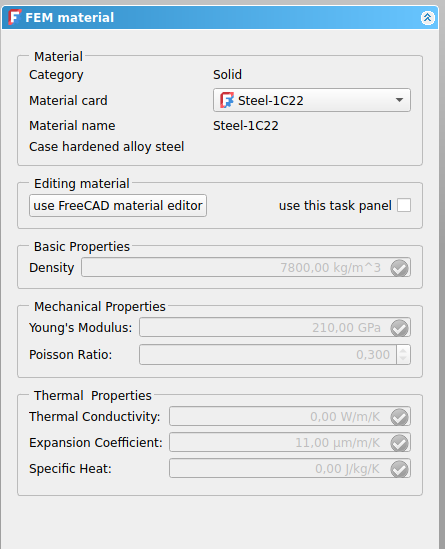 FEM material
Material
Category Solid
Material card Steel-1C22
Material name Steel-1C22
Case hardened alloy steel
Editing material
use FreeCAD material editor use this task panel
Basic Properties
Density 7800,00 kg/m^3
Mechanical Properties
Young's Modulus: 210,00 GPa
Poisson Ratio: 0,300
Thermal Properties
Thermal Conductivity: 0,00 W/m/K
Expansion Coefficient: 11,00 µm/m/K
Specific Heat: 0,00 J/kg/K